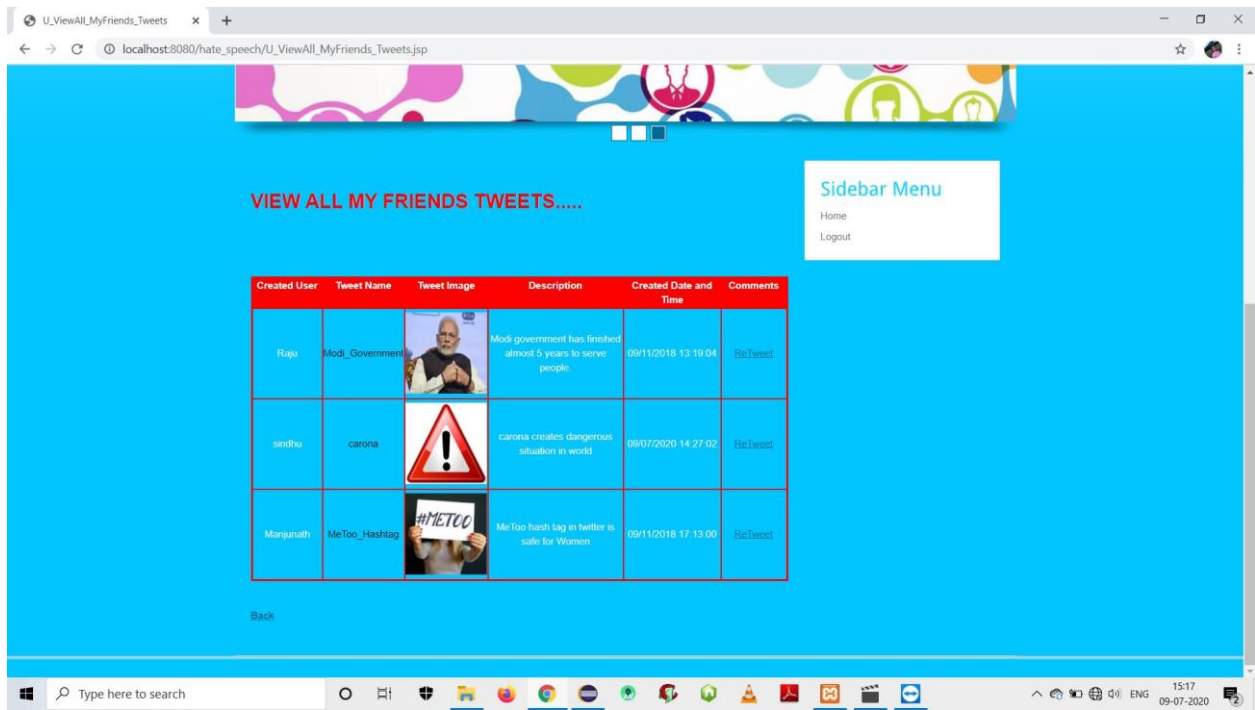 U_ViewAll_MyFriends_Tweets
localhost:8080/hate_speech/U_ViewAll_MyFriends_Tweets.jsp
VIEW ALL MY FRIENDS TWEETS.....
Sidebar Menu
Home
Logout
Created User Tweet Name Tweet Image Description Created Date and Comments
Time
Modi government has finished
Raju Modi_Government almost 5 years to serve 09/11/2018 13:19:04 ReTweet
people.
carona creates dangerous
sindhu carona 09/07/2020 14:27:02 ReTweet
situation in world
#METOO
MeToo hash tag in twitter is
Manjunath MeToo_Hashtag 09/11/2018 17:13:00 ReTweet
safe for Women
Back
Type here to search
ENG
15:17
09-07-2020
2